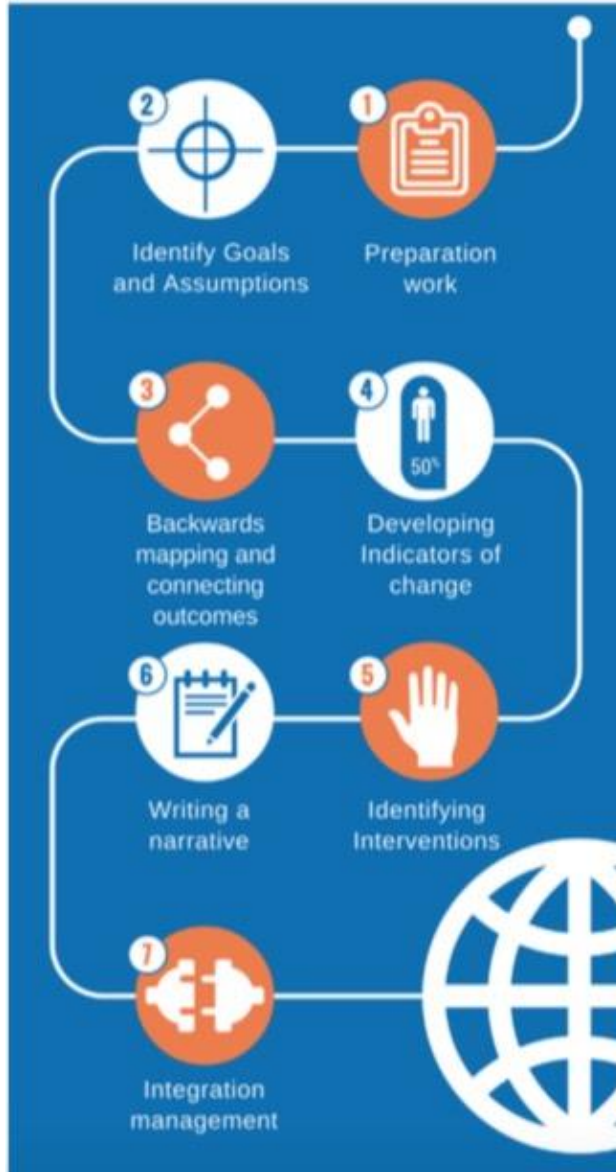 1
Preparation
work
2
Identify Goals
and Assumptions
3
Backwards
mapping and
connecting
outcomes
4
50%
Developing
Indicators of
change
5
Identifying
Interventions
6
Writing a
narrative
7
Integration
management